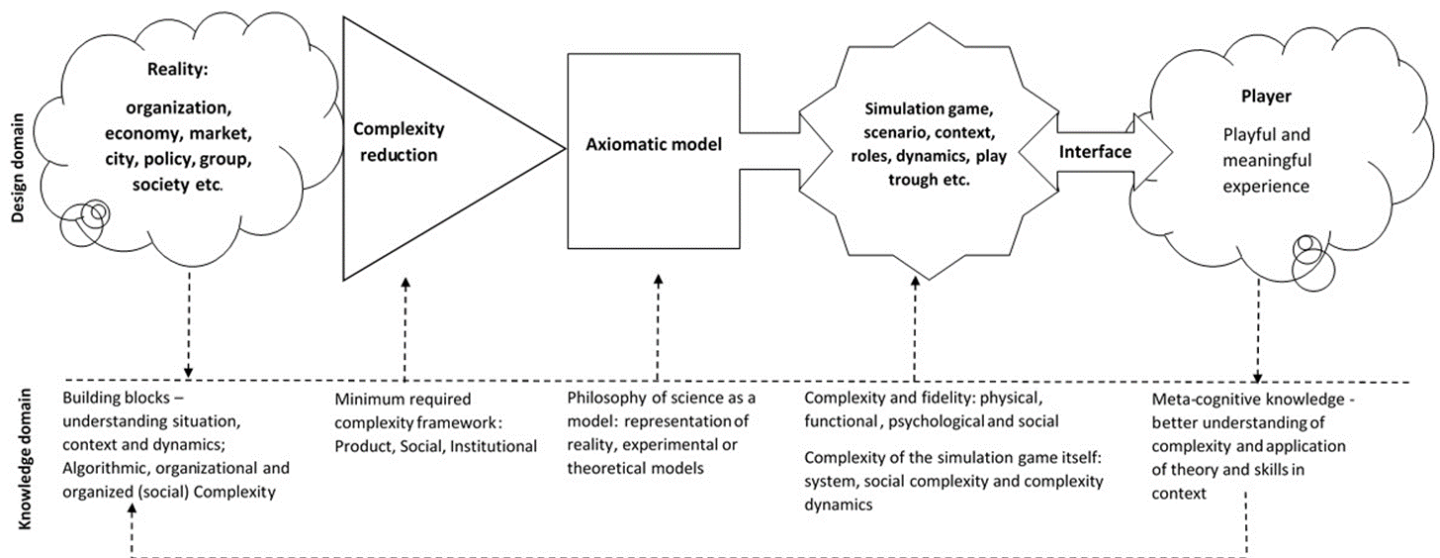 Design domain
Reality:
organization,
economy, market,
city, policy, group,
society etc.
Complexity
reduction
Axiomatic model
Simulation game,
scenario, context,
roles, dynamics, play
trough etc.
Interface
Player
Playful and
meaningful
experience
Knowledge domain
Building blocks –
understanding situation,
context and dynamics;
Algorithmic, organizational and
organized (social) Complexity
Minimum required
complexity framework:
Product, Social, Institutional
Philosophy of science as a
model: representation of
reality, experimental or
theoretical models
Complexity and fidelity: physical,
functional, psychological and social
Complexity of the simulation game itself:
system, social complexity and complexity
dynamics
Meta-cognitive knowledge -
better understanding of
complexity and application
of theory and skills in
context